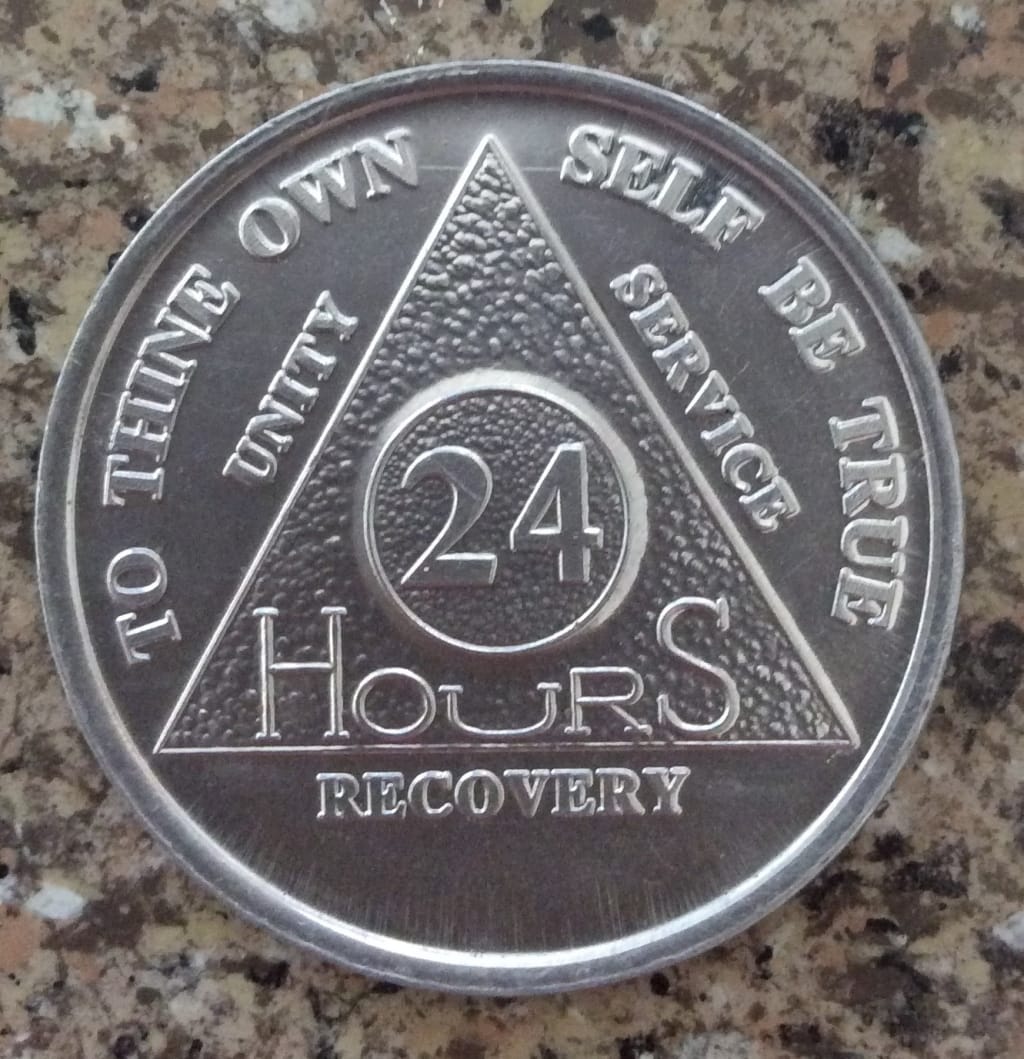 TO THINE OWN SELF BE TRUE
UNITY
SERVICE
24
HOURS
RECOVERY